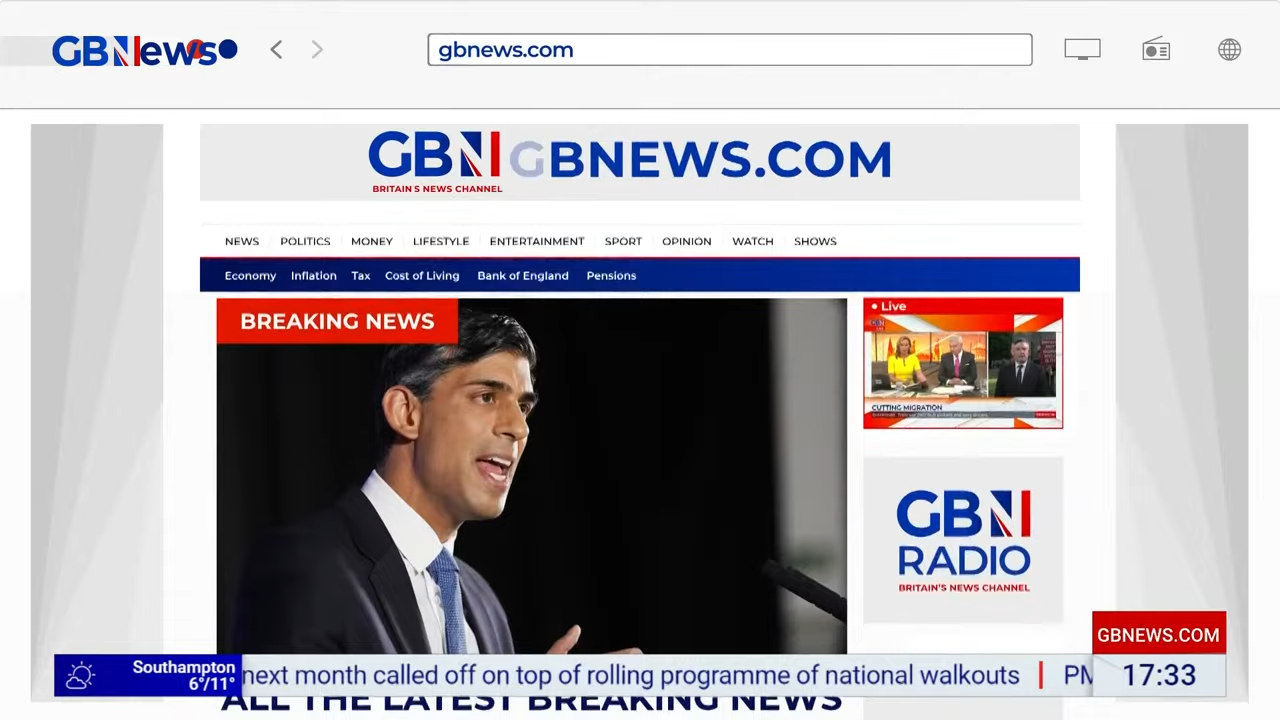 GBNews
gbnews.com
GBN GBNEWS.COM
BRITAIN'S NEWS CHANNEL
NEWS POLITICS MONEY LIFESTYLE ENTERTAINMENT SPORT OPINION WATCH SHOWS
Economy Inflation Tax Cost of Living Bank of England Pensions
BREAKING NEWS
Live
CUTTING MIGRATION
GBN
RADIO
BRITAIN'S NEWS CHANNEL
GBNEWS.COM
Southampton
6°/11°
next month called off on top of rolling programme of national walkouts | PM
17:33
ALL THE LATEST BREAKING NEWS